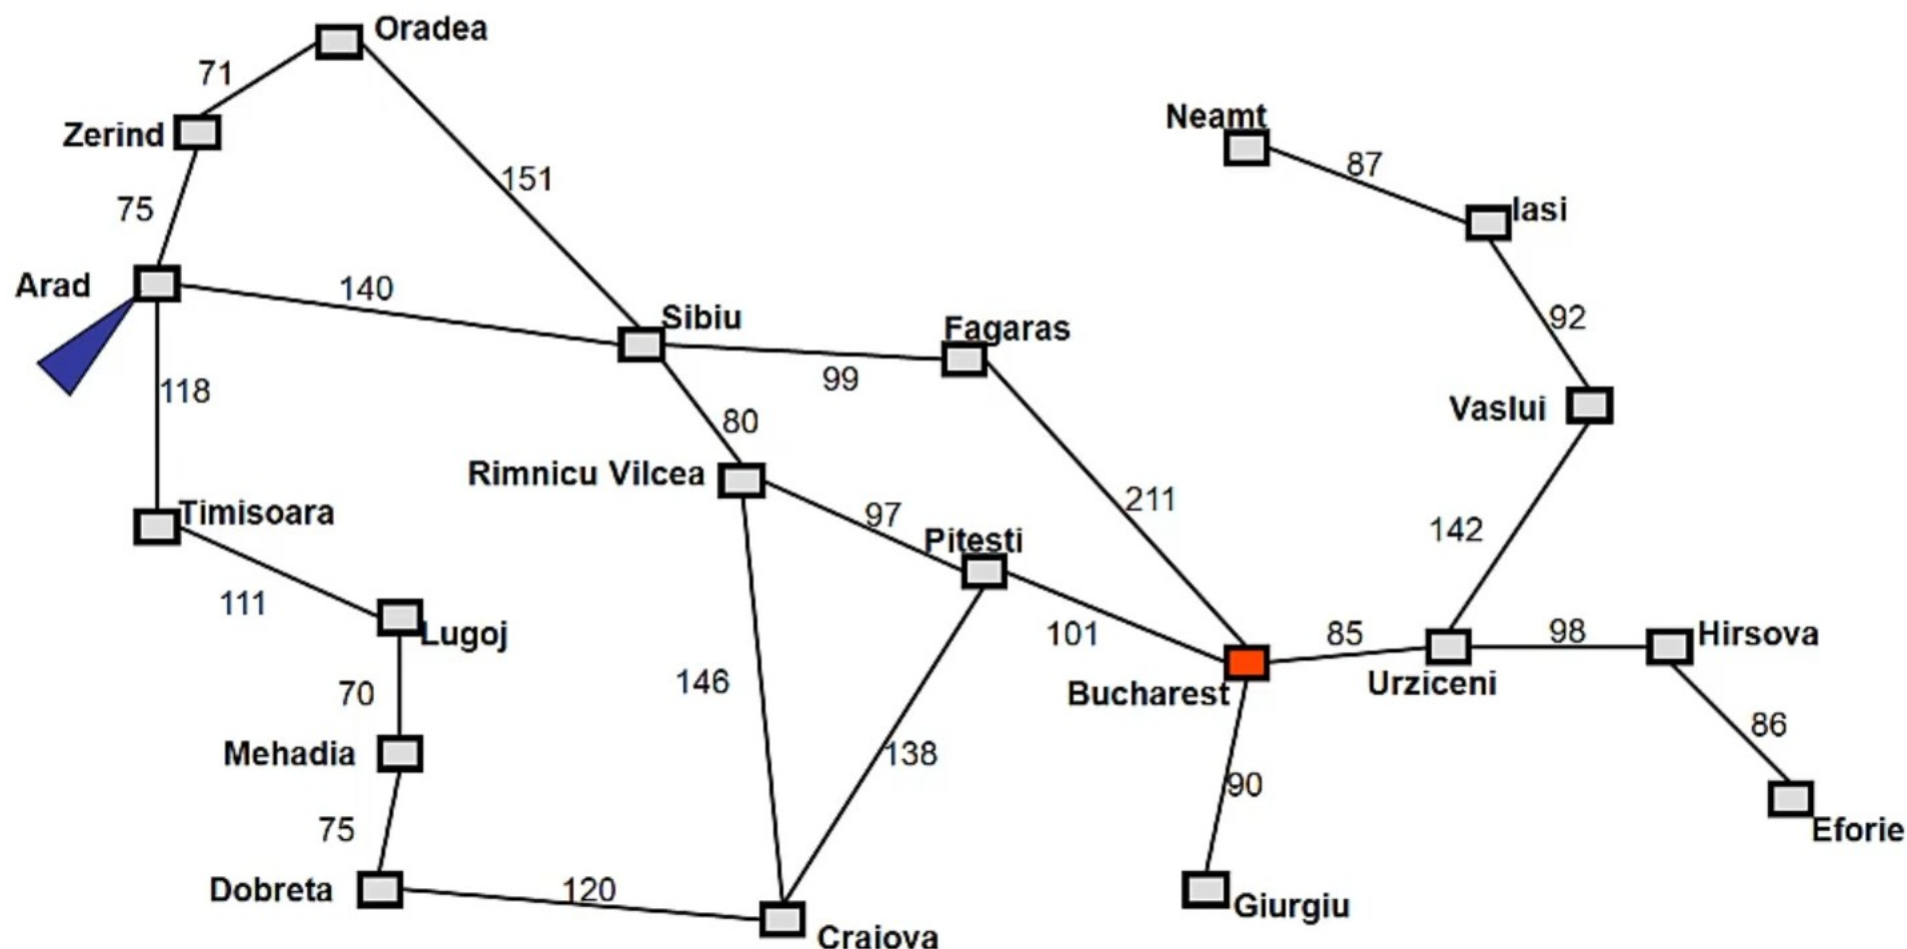 Oradea
71
Neamt
Zerind
87
151
Iasi
75
Arad
140
Sibiu
Fagaras
92
118
99
Vaslui
80
Rimnicu Vilcea
211
Timisoara
97
142
Pitesti
111
Lugoj
101
85
98
Hirsova
146
Bucharest
Urziceni
70
86
Mehadia
138
90
75
Eforie
Dobreta
120
Giurgiu
Craiova